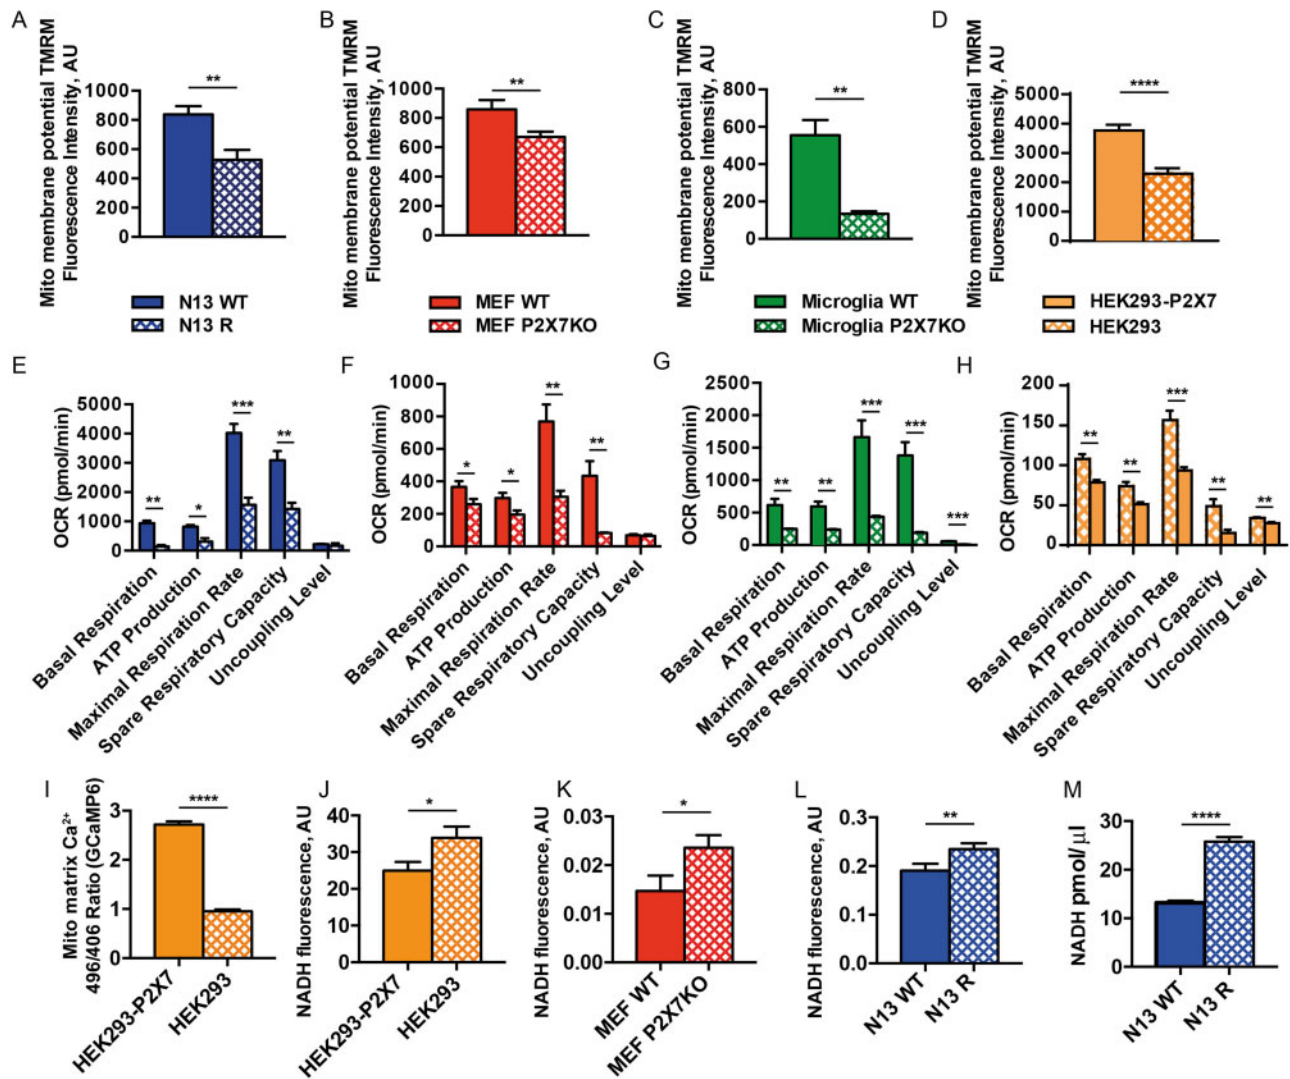 A
Mito membrane potential TMRM
Fluorescence Intensity, AU
1000
800
600
400
200
0
**
N13 WT
N13 R
B
Mito membrane potential TMRM
Fluorescence Intensity, AU
1000
800
600
400
200
0
**
MEF WT
MEF P2X7KO
C
Mito membrane potential TMRM
Fluorescence Intensity, AU
800
600
400
200
0
**
Microglia WT
Microglia P2X7KO
D
Mito membrane potential TMRM
Fluorescence Intensity, AU
5000
4000
3000
2000
1000
0
****
HEK293-P2X7
HEK293
E
OCR (pmol/min)
5000
4000
3000
2000
1000
0
**
*
***
**
Basal Respiration
ATP Production
Maximal Respiration Rate
Spare Respiratory Capacity
Uncoupling Level
F
OCR (pmol/min)
1000
800
600
400
200
0
*
*
**
**
Basal Respiration
ATP Production
Maximal Respiration Rate
Spare Respiratory Capacity
Uncoupling Level
G
OCR (pmol/min)
2500
2000
1500
1000
500
0
**
**
***
***
***
Basal Respiration
ATP Production
Maximal Respiration Rate
Spare Respiratory Capacity
Uncoupling Level
H
OCR (pmol/min)
200
150
100
50
0
**
**
***
**
**
Basal Respiration
ATP Production
Maximal Respiration Rate
Spare Respiratory Capacity
Uncoupling Level
I
Mito matrix Ca²⁺
496/406 Ratio (GCaMP6)
3
2
1
0
****
HEK293-P2X7
HEK293
J
NADH fluorescence, AU
40
30
20
10
0
*
HEK293-P2X7
HEK293
K
NADH fluorescence, AU
0.03
0.02
0.01
0.00
*
MEF WT
MEF P2X7KO
L
NADH fluorescence, AU
0.3
0.2
0.1
0.0
**
N13 WT
N13 R
M
NADH pmol/ μl
30
20
10
0
****
N13 WT
N13 R